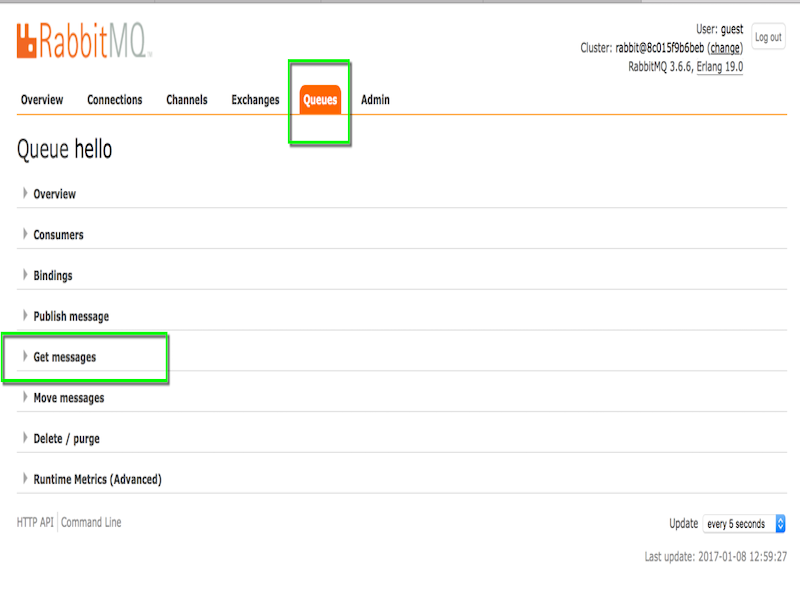 RabbitMQ
User: guest
Log out
Cluster: rabbit@8c015f9b6beb (change)
RabbitMQ 3.6.6, Erlang 19.0
Overview Connections Channels Exchanges Queues Admin
Queue hello
Overview
Consumers
Bindings
Publish message
Get messages
Move messages
Delete / purge
Runtime Metrics (Advanced)
HTTP API Command Line
Update every 5 seconds
Last update: 2017-01-08 12:59:27